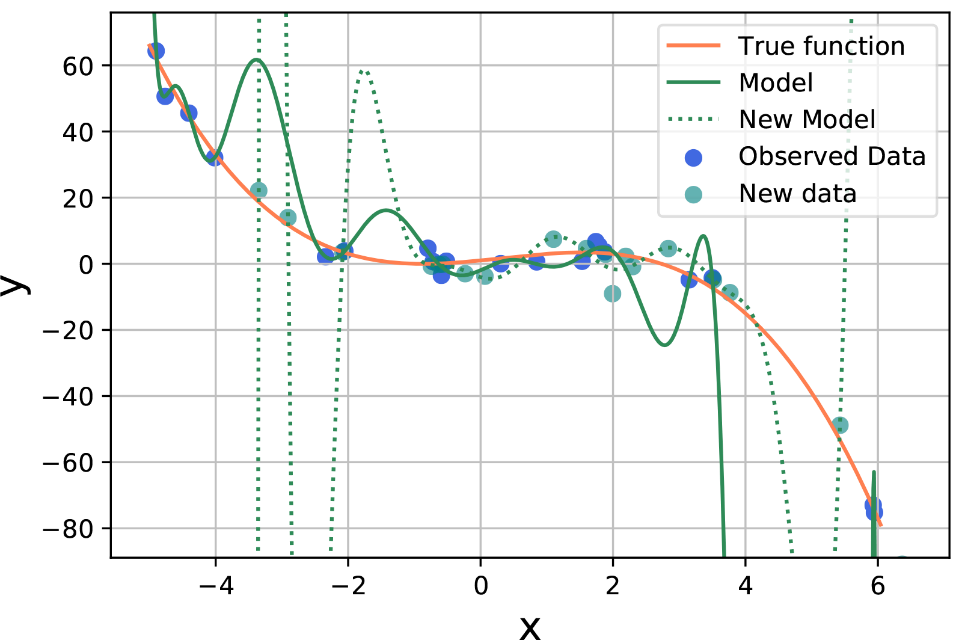 True function
Model
New Model
Observed Data
New data
60
40
20
0
−20
−40
−60
−80
y
−4
−2
0
2
4
6
x